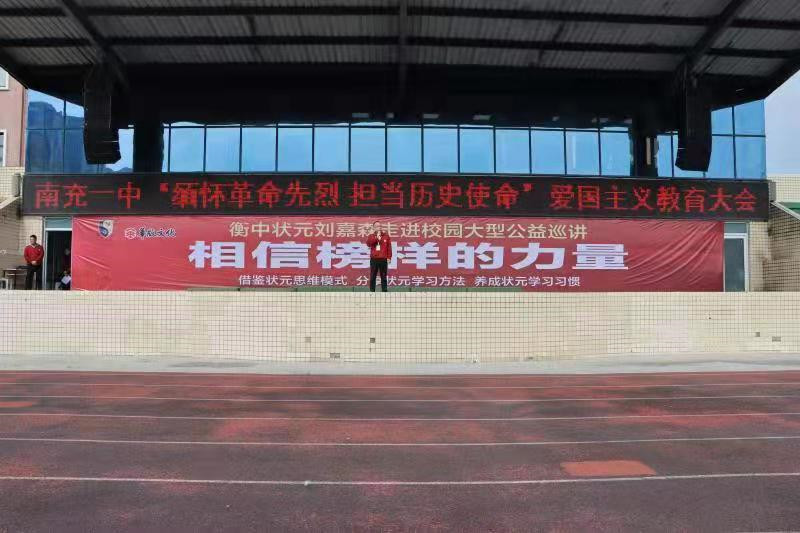 南充一中“缅怀革命先烈 担当历史使命”爱国主义教育大会
衡中状元刘嘉森走进校园大型公益巡讲
相信榜样的力量
借鉴状元思维模式 分享状元学习方法 养成状元学习习惯